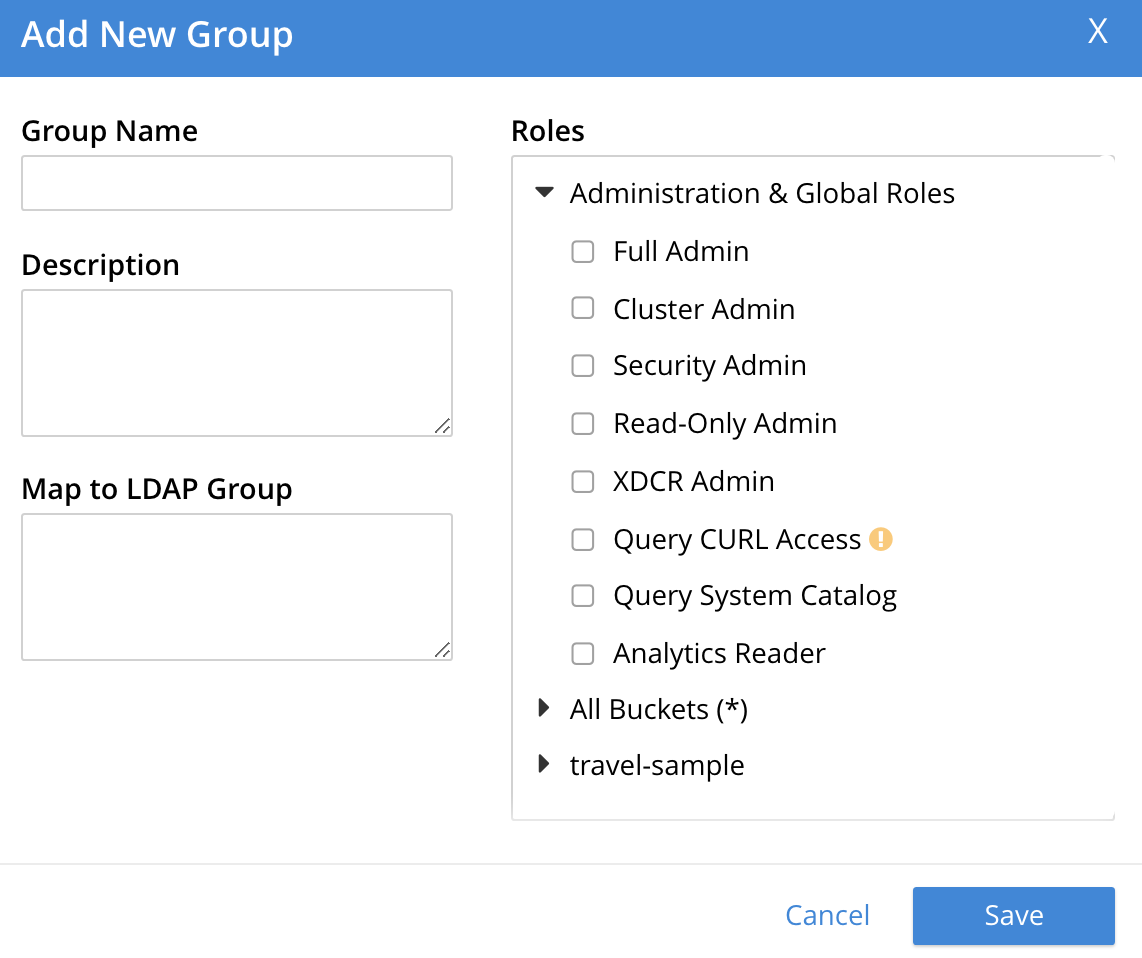 Add New Group
X
Group Name
Description
Map to LDAP Group
Roles
Administration & Global Roles
Full Admin
Cluster Admin
Security Admin
Read-Only Admin
XDCR Admin
Query CURL Access !
Query System Catalog
Analytics Reader
All Buckets (*)
travel-sample
Cancel
Save